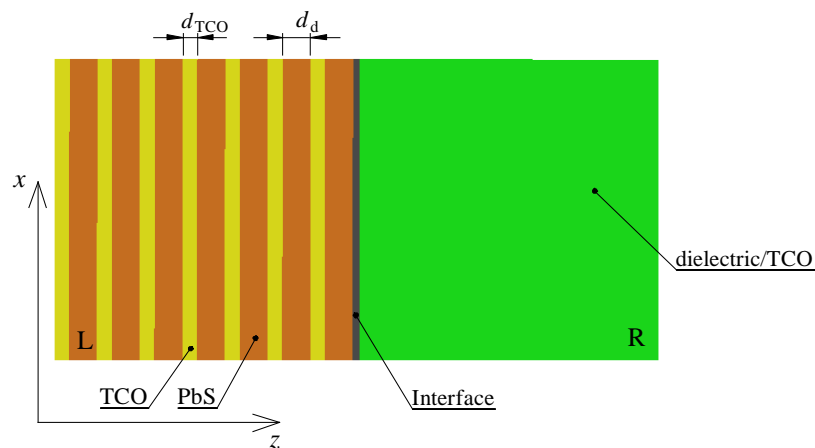 d_TCO d_d
x
dielectric/TCO
L R
TCO PbS Interface
z